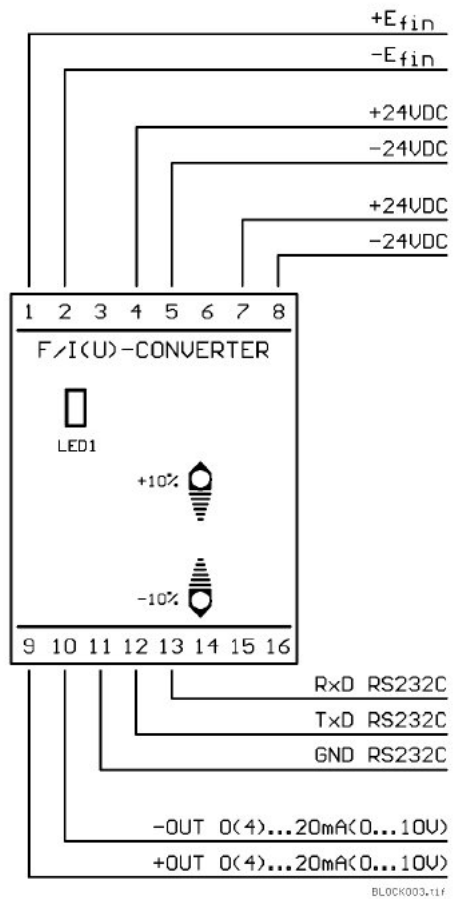 +Efin
-Efin
+24VDC
-24VDC
+24VDC
-24VDC
1 2 3 4 5 6 7 8
F/I(U)-CONVERTER
LED1
+10%
-10%
9 10 11 12 13 14 15 16
RxD RS232C
TxD RS232C
GND RS232C
-OUT 0(4)...20mA(0...10V)
+OUT 0(4)...20mA(0...10V)
BLOCK003.tif